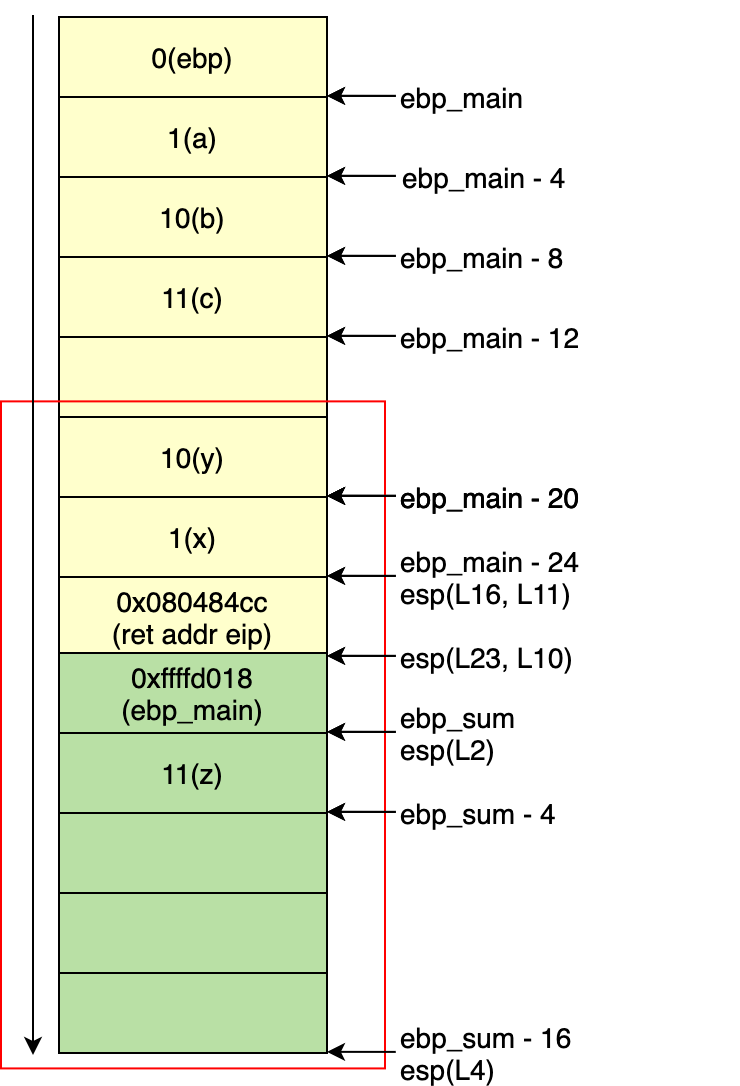 0(ebp)
ebp_main
1(a)
ebp_main - 4
10(b)
ebp_main - 8
11(c)
ebp_main - 12
10(y)
ebp_main - 20
1(x)
ebp_main - 24
esp(L16, L11)
0x080484cc
(ret addr eip)
esp(L23, L10)
0xffffd018
(ebp_main)
ebp_sum
esp(L2)
11(z)
ebp_sum - 4
ebp_sum - 16
esp(L4)